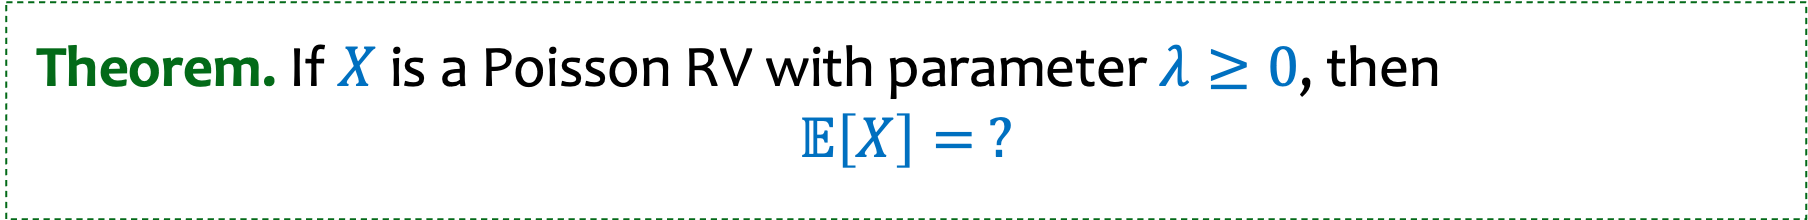 Theorem. If 𝑋 is a Poisson RV with parameter 𝜆 ≥ 0, then
𝔼[𝑋] = ?